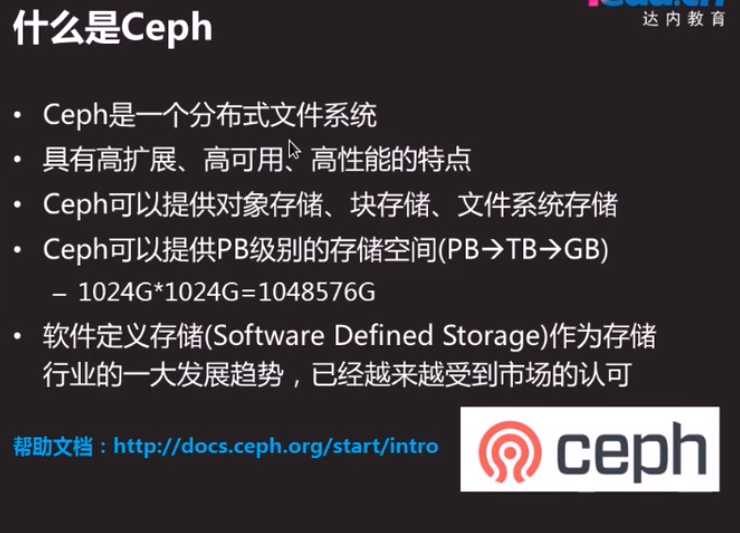 什么是Ceph
达内教育
• Ceph是一个分布式文件系统
• 具有高扩展、高可用、高性能的特点
• Ceph可以提供对象存储、块存储、文件系统存储
• Ceph可以提供PB级别的存储空间(PB→TB→GB)
– 1024G*1024G=1048576G
• 软件定义存储(Software Defined Storage)作为存储
行业的一大发展趋势，已经越来越受到市场的认可
帮助文档：http://docs.ceph.org/start/intro
ceph